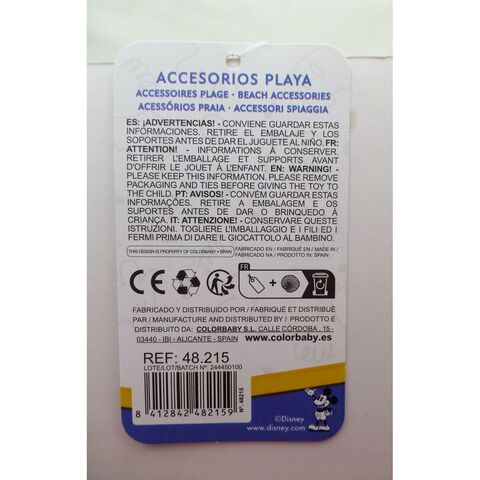 ACCESORIOS PLAYA
ACCESSOIRES PLAGE · BEACH ACCESSORIES
ACESSÓRIOS PRAIA · ACCESSORI SPIAGGIA
ES: ¡ADVERTENCIAS! - CONVIENE GUARDAR ESTAS
INFORMACIONES. RETIRE EL EMBALAJE Y LOS
SOPORTES ANTES DE DAR EL JUGUETE AL NIÑO. FR:
ATTENTION! - INFORMATIONS À CONSERVER.
RETIRER L'EMBALLAGE ET SUPPORTS AVANT
D'OFFRIR LE JOUET À L'ENFANT. EN: WARNING! -
PLEASE KEEP THIS INFORMATION. PLEASE REMOVE
PACKAGING AND TIES BEFORE GIVING THE TOY TO
THE CHILD. PT: AVISOS! - CONVÉM GUARDAR ESTAS
INFORMAÇÕES. RETIRE A EMBALAGEM E OS
SUPORTES ANTES DE DAR O BRINQUEDO À
CRIANÇA. IT: ATTENZIONE! - CONSERVARE QUESTE
ISTRUZIONI. TOGLIERE L'IMBALLAGGIO E I FILI ED I
FERMI PRIMA DI DARE IL GIOCATTOLO AL BAMBINO.
THIS DESIGN IS PROPERTY OF COLORBABY • SPAIN
FABRICADO EN / FABRIQUÉ EN / MADE IN /
FABRICADO NA / PRODOTTO IN: SPAIN
CE
FR
+
FABRICADO Y DISTRIBUIDO POR / FABRIQUÉ ET DISTRIBUÉ
PAR / MANUFACTURE AND DISTRIBUTED BY / PRODOTTO E
DISTRIBUITO DA: COLORBABY S.L. CALLE CÓRDOBA , 15 -
03440 - IBI - ALICANTE - SPAIN
www.colorbaby.es
REF: 48.215
LOTE/LOT/BATCH Nº: 244450100
8 412842 482159
Nº. 48215
©Disney
www.disney.com